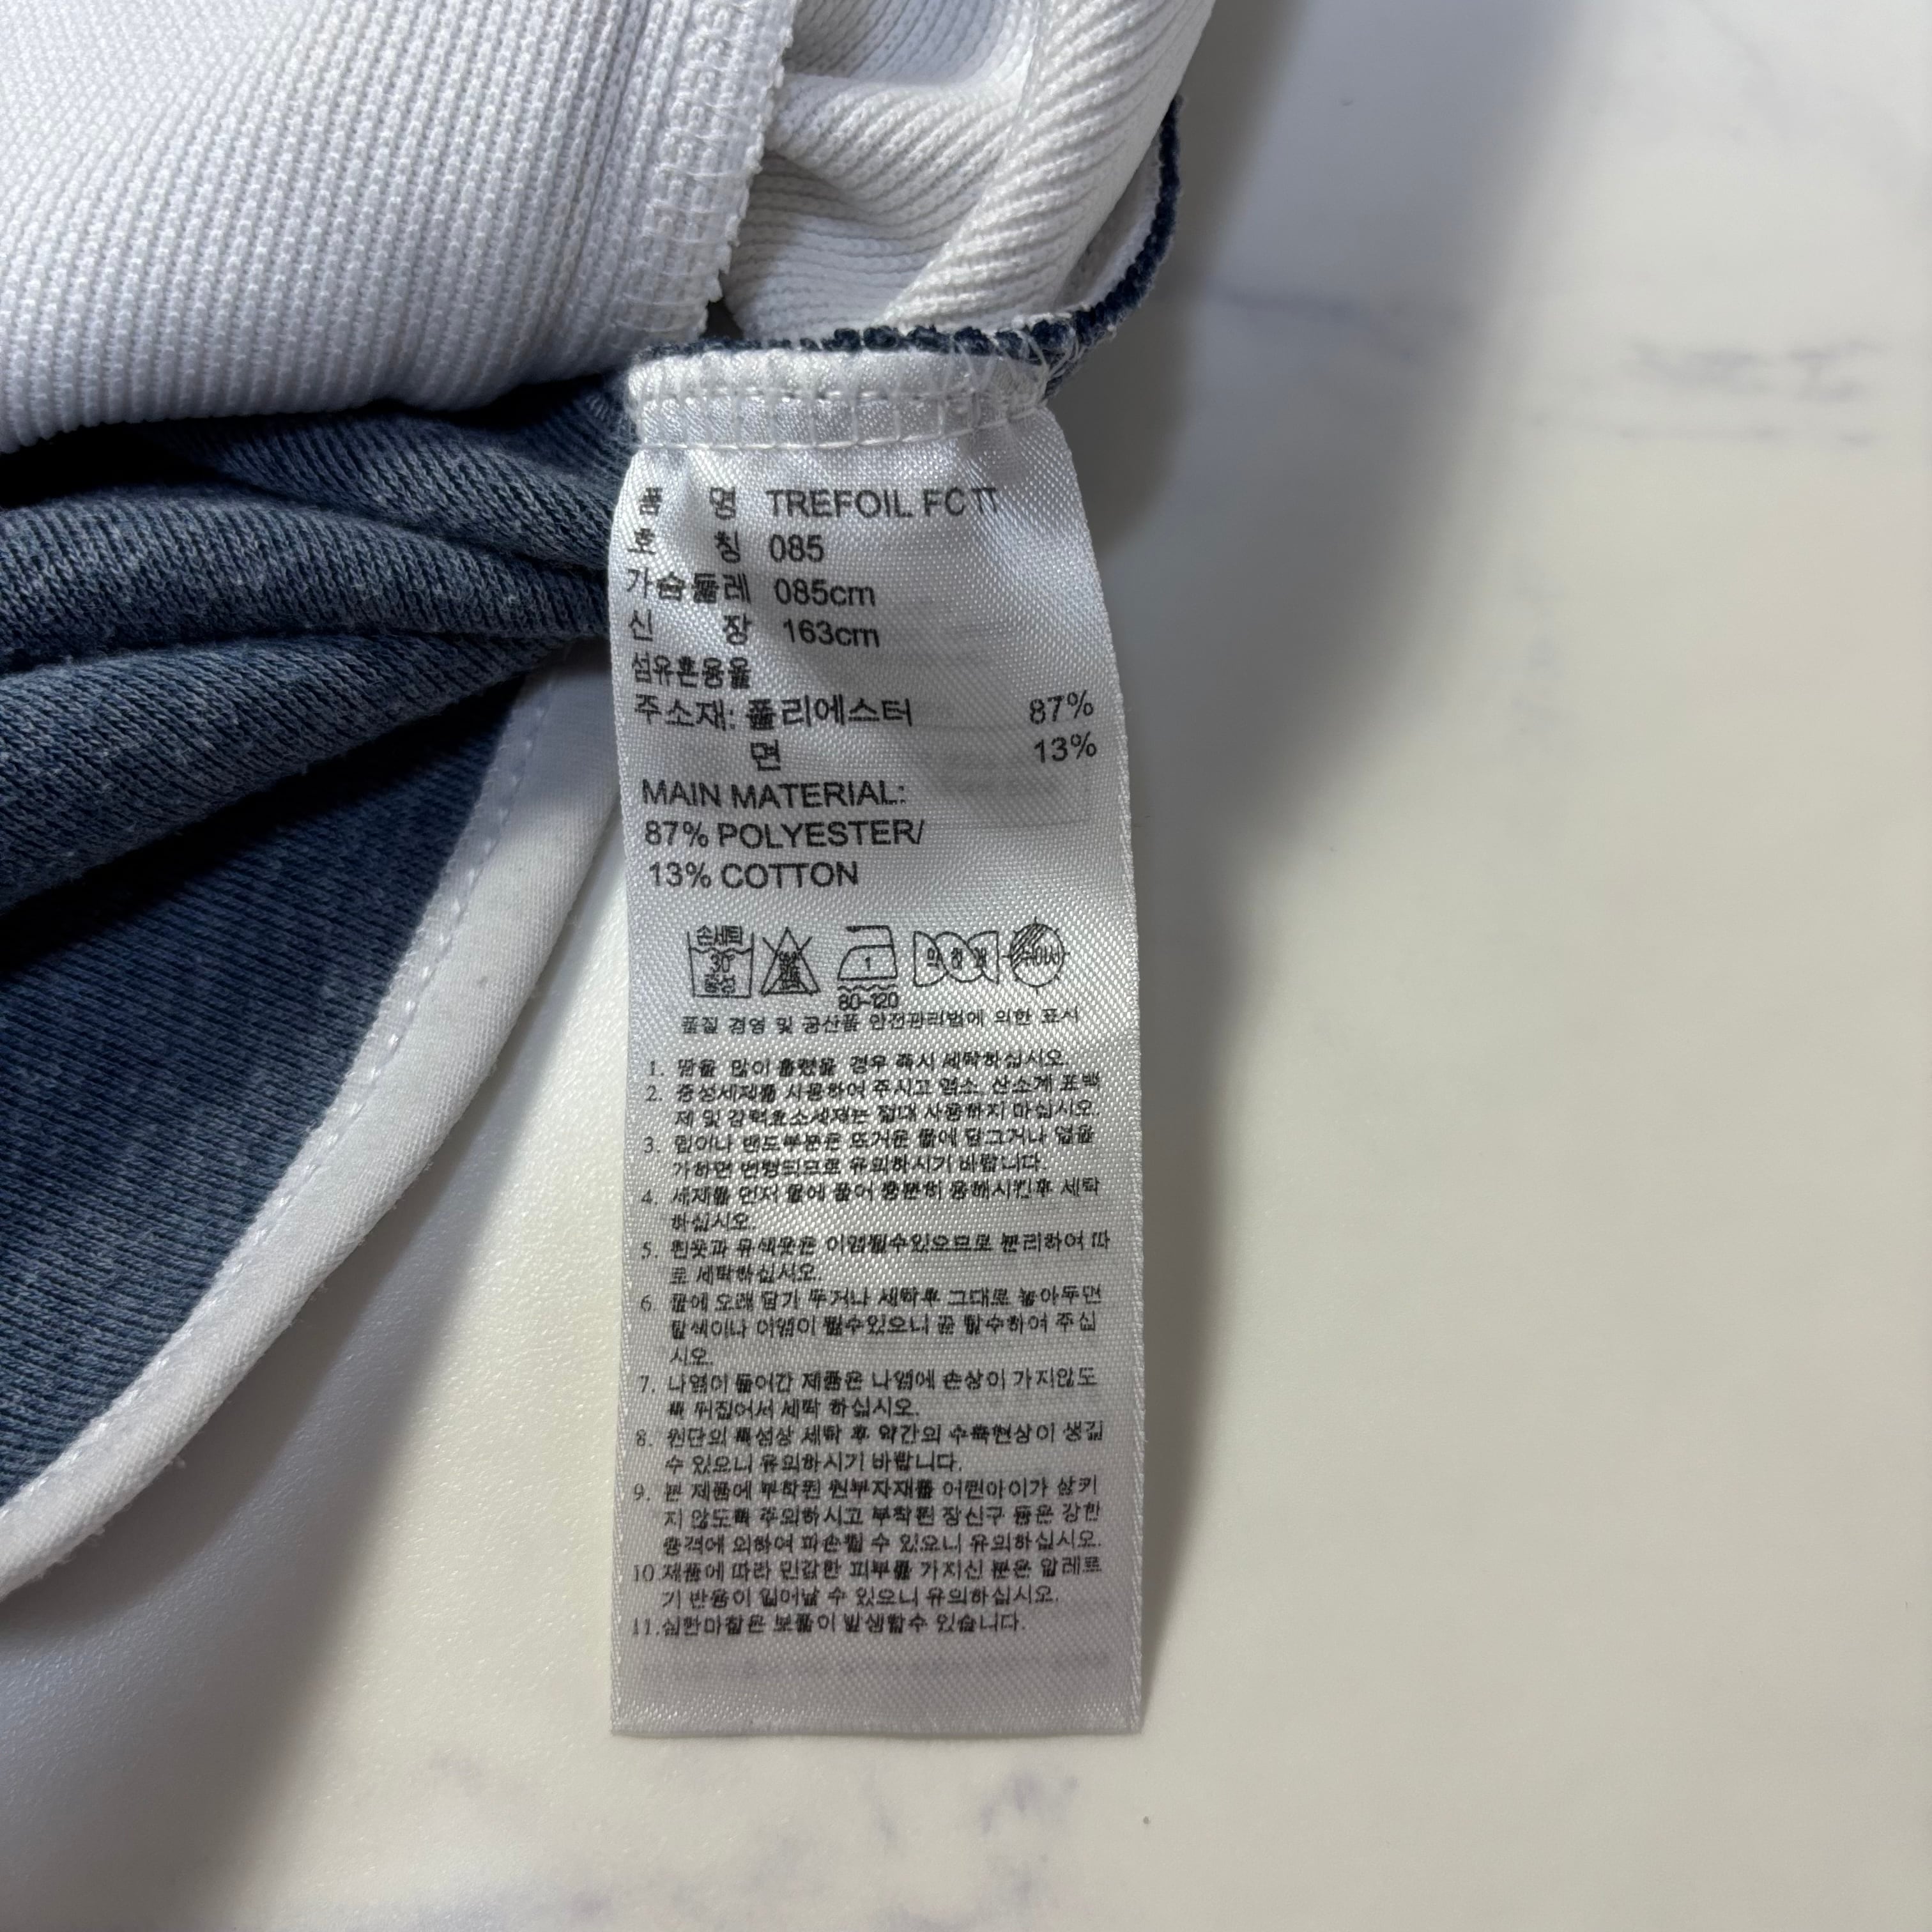 품 명 TREFOIL FC TT
호 칭 085
가슴둘레 085cm
신 장 163cm
섬유혼용율
주소재: 폴리에스터 87%
면 13%
MAIN MATERIAL:
87% POLYESTER/
13% COTTON
손세탁 30 중성 1 80~120 약하게
품질 경영 및 공산품 안전관리법에 의한 표시
1. 땀을 많이 흘렸을 경우 즉시 세탁하십시오.
2. 중성세제를 사용하여 주시고 염소, 산소계 표백
제 및 강력효소세제는 절대 사용하지 마십시오.
3. 립이나 밴드부분은 뜨거운 물에 담그거나 열을
가하면 변형되므로 유의하시기 바랍니다.
4. 세제를 먼저 물에 풀어 충분히 용해시킨후 세탁
하십시오.
5. 흰옷과 유색옷은 이염될수있으므로 분리하여 따
로 세탁하십시오.
6. 물에 오래 담가 두거나 세탁후 그대로 놓아두면
탈색이나 이염이 될수있으니 곧 탈수하여 주십
시오.
7. 나염이 들어간 제품은 나염에 손상이 가지않도
록 뒤집어서 세탁 하십시오.
8. 원단의 특성상 세탁 후 약간의 수축현상이 생길
수 있으니 유의하시기 바랍니다.
9. 본 제품에 부착된 원부자재를 어린아이가 삼키
지 않도록 주의하시고 부착된 장신구 등은 강한
충격에 의하여 파손될 수 있으니 유의하십시오.
10.제품에 따라 민감한 피부를 가지신 분은 알레르
기 반응이 일어날 수 있으니 유의하십시오.
11.심한마찰은 보풀이 발생할수 있습니다.